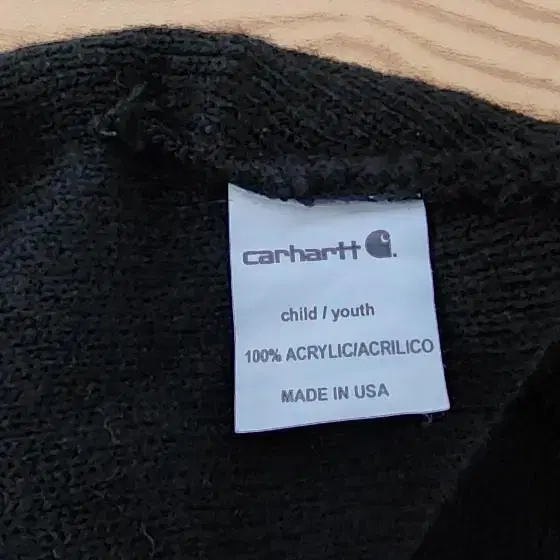 carhartt
child / youth
100% ACRYLIC/ACRILICO
MADE IN USA